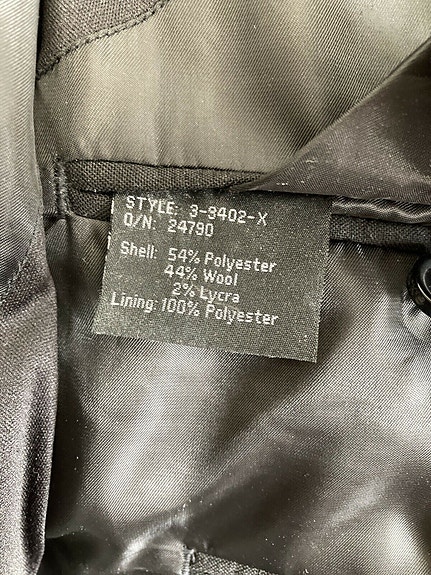 STYLE: 3-3402-X
O/N: 24790
Shell: 54% Polyester
44% Wool
2% Lycra
Lining: 100% Polyester